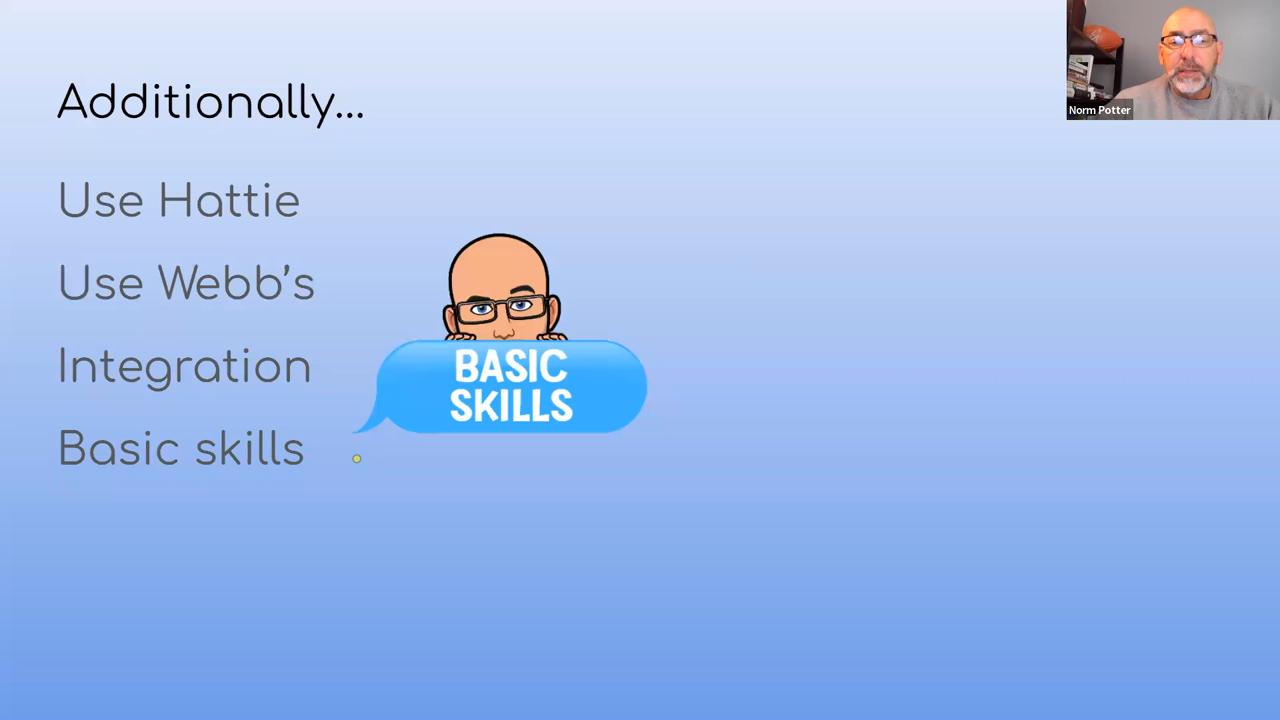 Additionally...
Use Hattie
Use Webb's
Integration
Basic skills
BASIC
SKILLS
Norm Potter